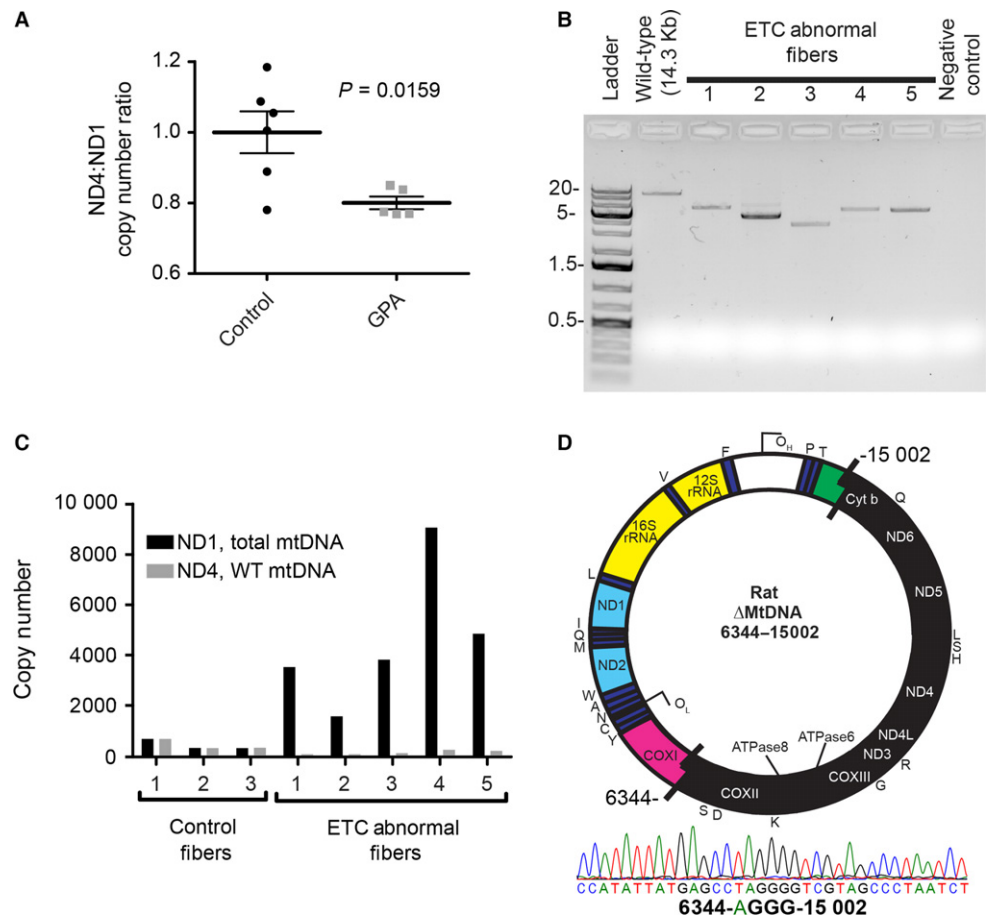 A
ND4:ND1
copy number ratio
1.2
1.0
0.8
0.6
P = 0.0159
Control
GPA
B
Ladder
Wild-type
(14.3 Kb)
ETC abnormal
fibers
1 2 3 4 5
Negative
control
20-
5-
1.5-
0.5-
C
Copy number
10 000
8000
6000
4000
2000
0
ND1, total mtDNA
ND4, WT mtDNA
1 2 3 1 2 3 4 5
Control
fibers
ETC abnormal
fibers
D
OH
F
P T
-15 002
V
12S
rRNA
Cyt b
Q
16S
rRNA
ND6
L
ND5
ND1
Rat
ΔMtDNA
6344–15002
I
Q
M
L
S
H
ND2
ND4
W
A
N
C
Y
OL
ND4L
ND3
R
COXI
ATPase8
ATPase6
COXIII
G
6344-
COXII
S D
K
CCATATTATGAGCCTAGGGGTCGTAGCCCTAATCT
6344-AGGG-15 002